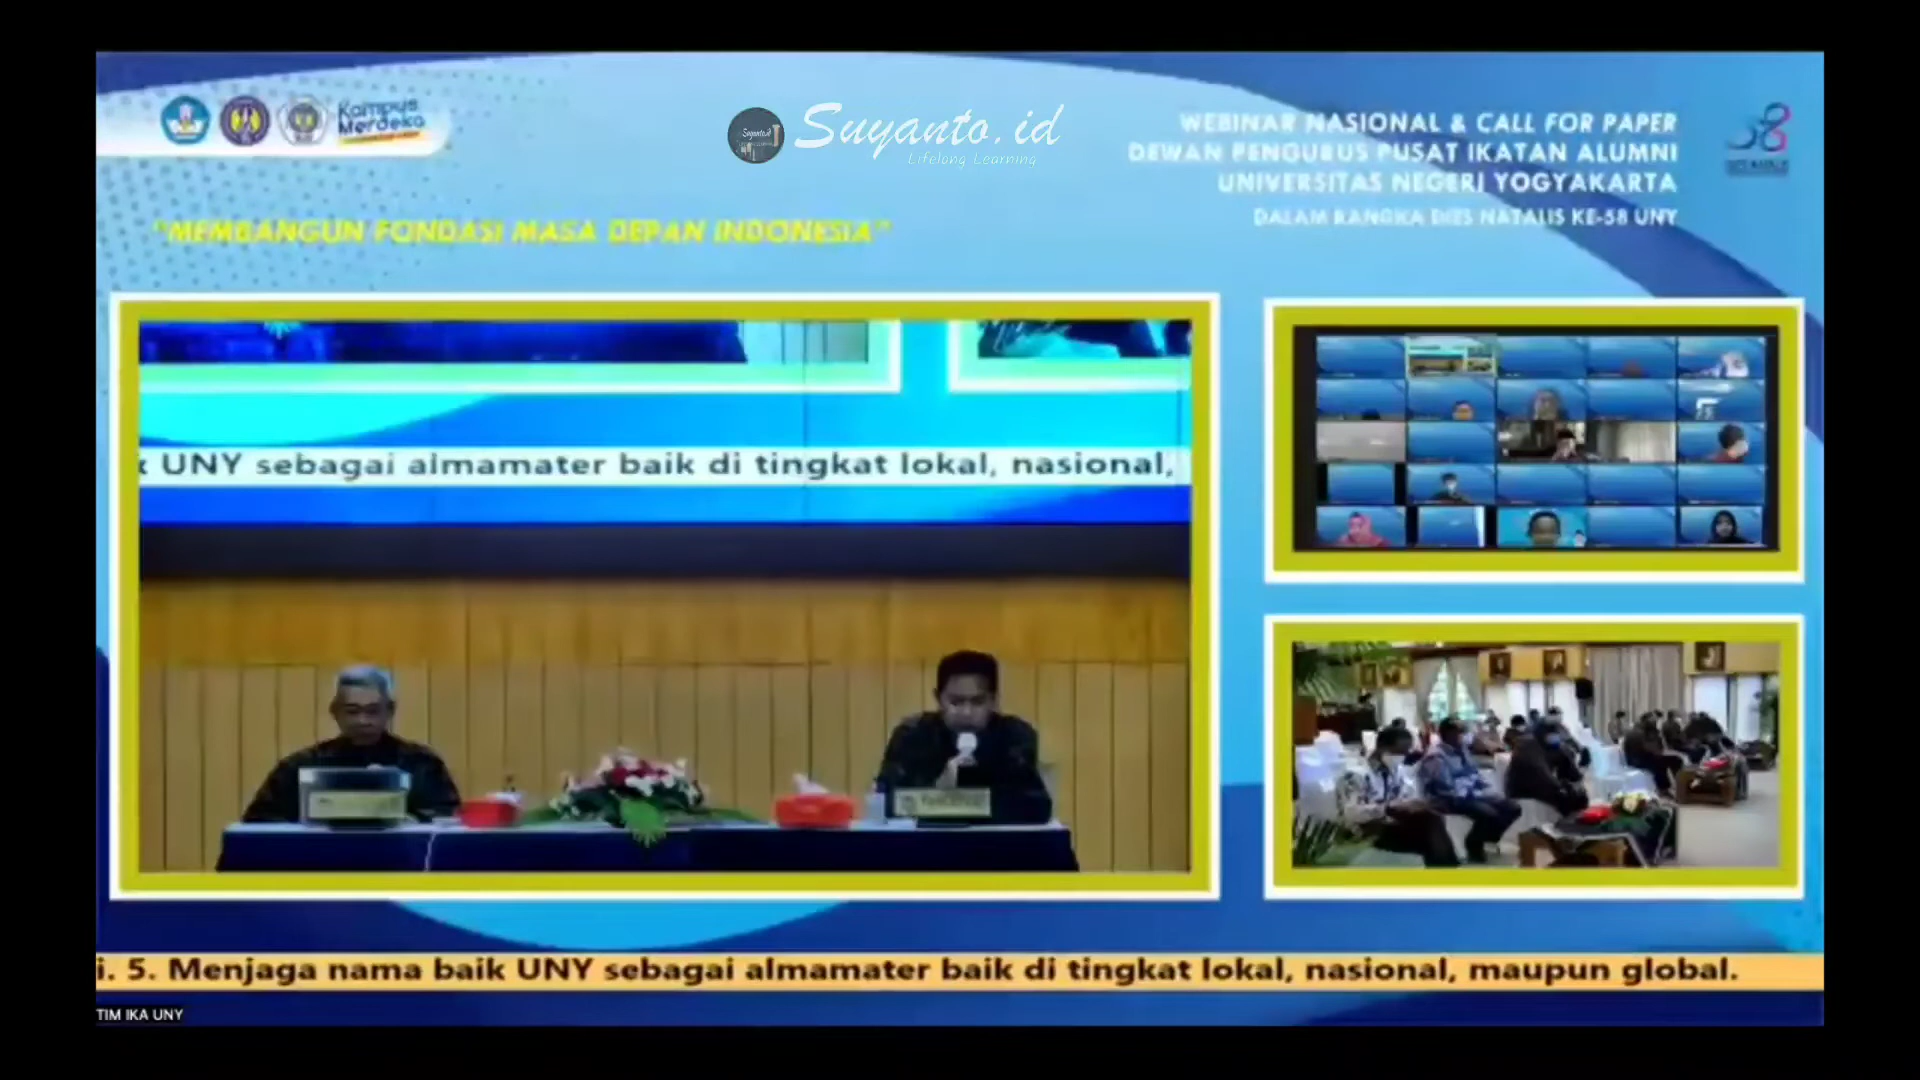 Kampus
Merdeka
Suyanto.id
Suyanto.id
Lifelong Learning
WEBINAR NASIONAL & CALL FOR PAPER
DEWAN PENGURUS PUSAT IKATAN ALUMNI
UNIVERSITAS NEGERI YOGYAKARTA
DALAM RANGKA DIES NATALIS KE-58 UNY
"MEMBANGUN FONDASI MASA DEPAN INDONESIA"
UNY sebagai almamater baik di tingkat lokal, nasional,
i. 5. Menjaga nama baik UNY sebagai almamater baik di tingkat lokal, nasional, maupun global.
TIM IKA UNY